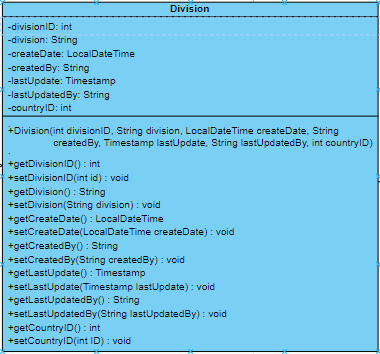 Division
-divisionID: int
-division: String
-createDate: LocalDateTime
-createdBy: String
-lastUpdate: Timestamp
-lastUpdatedBy: String
-countryID: int
+Division(int divisionID, String division, LocalDateTime createDate, String
createdBy, Timestamp lastUpdate, String lastUpdatedBy, int countryID)
+getDivisionID() : int
+setDivisionID(int id) : void
+getDivision() : String
+setDivision(String division) : void
+getCreateDate() : LocalDateTime
+setCreateDate(LocalDateTime createDate) : void
+getCreatedBy() : String
+setCreatedBy(String createdBy) : void
+getLastUpdate() : Timestamp
+setLastUpdate(Timestamp lastUpdate) : void
+getLastUpdatedBy() : String
+setLastUpdatedBy(String lastUpdatedBy) : void
+getCountryID() : int
+setCountryID(int ID) : void